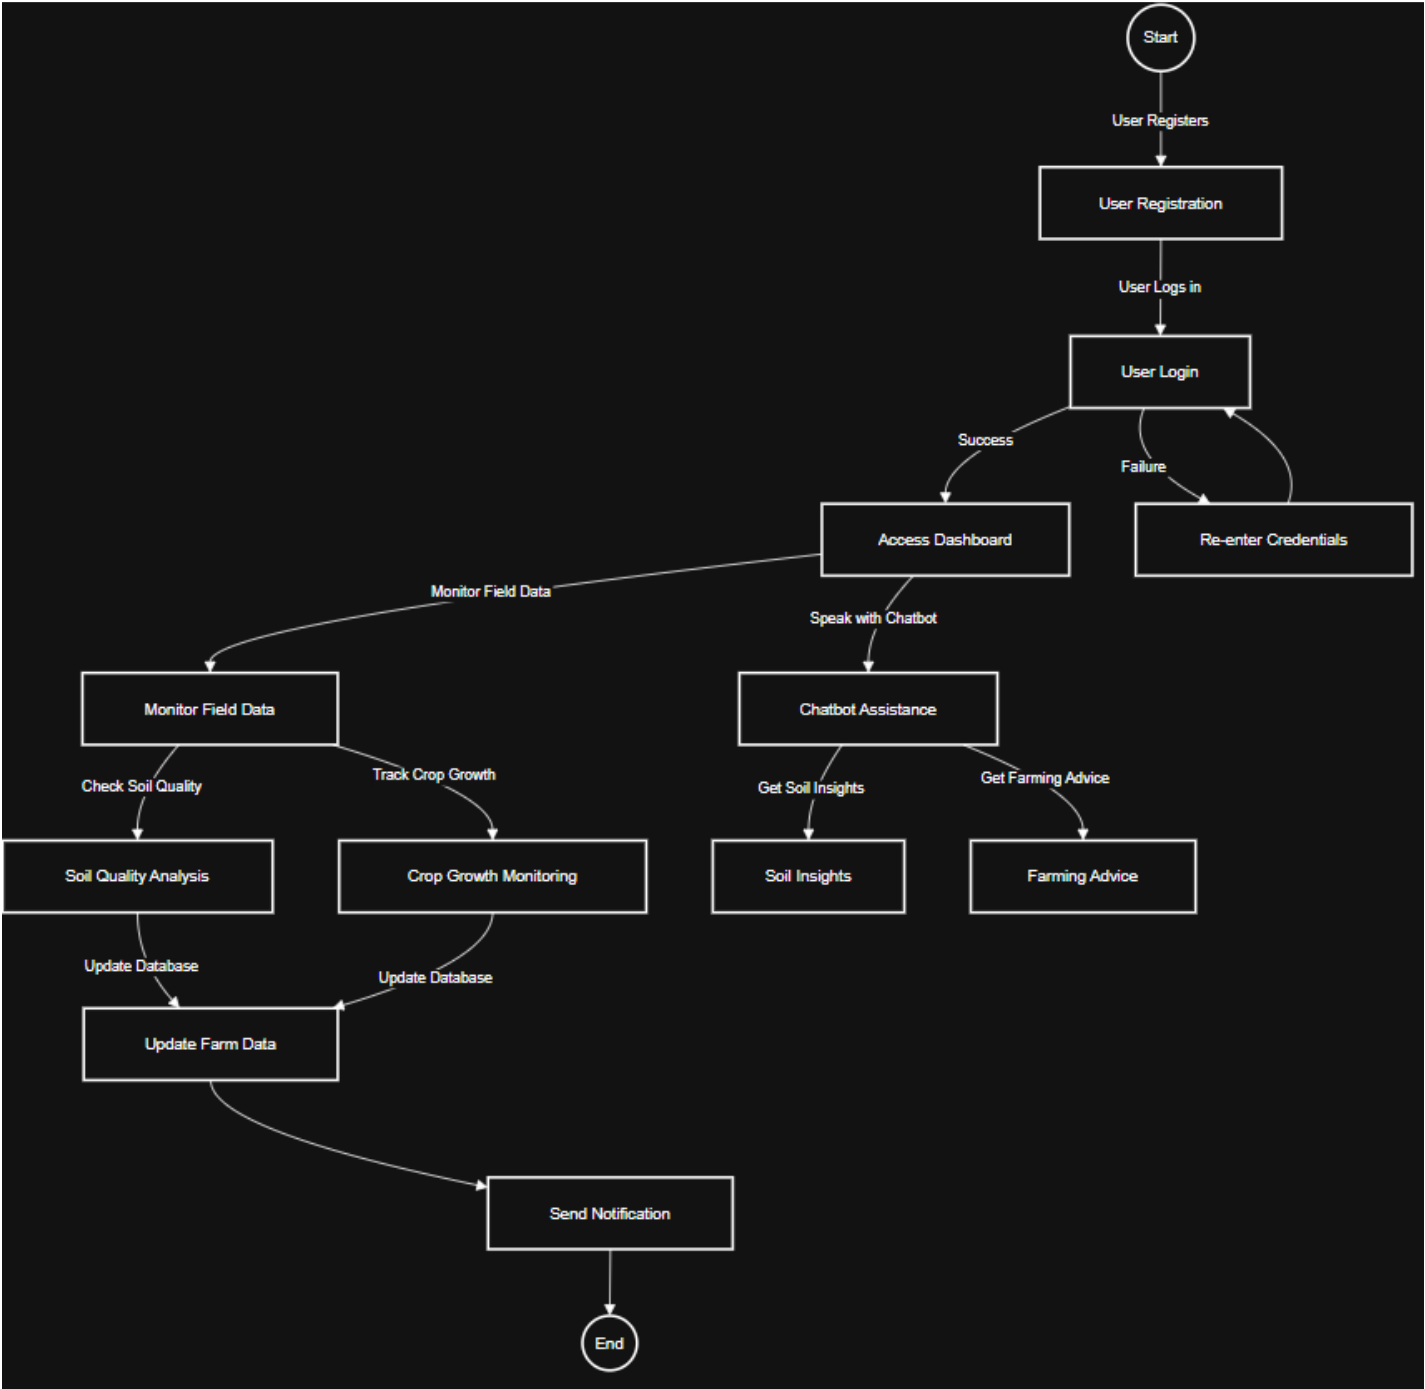 Start
User Registers
User Registration
User Logs in
User Login
Success
Failure
Access Dashboard
Re-enter Credentials
Monitor Field Data
Speak with Chatbot
Monitor Field Data
Chatbot Assistance
Check Soil Quality
Track Crop Growth
Get Soil Insights
Get Farming Advice
Soil Quality Analysis
Crop Growth Monitoring
Soil Insights
Farming Advice
Update Database
Update Database
Update Farm Data
Send Notification
End